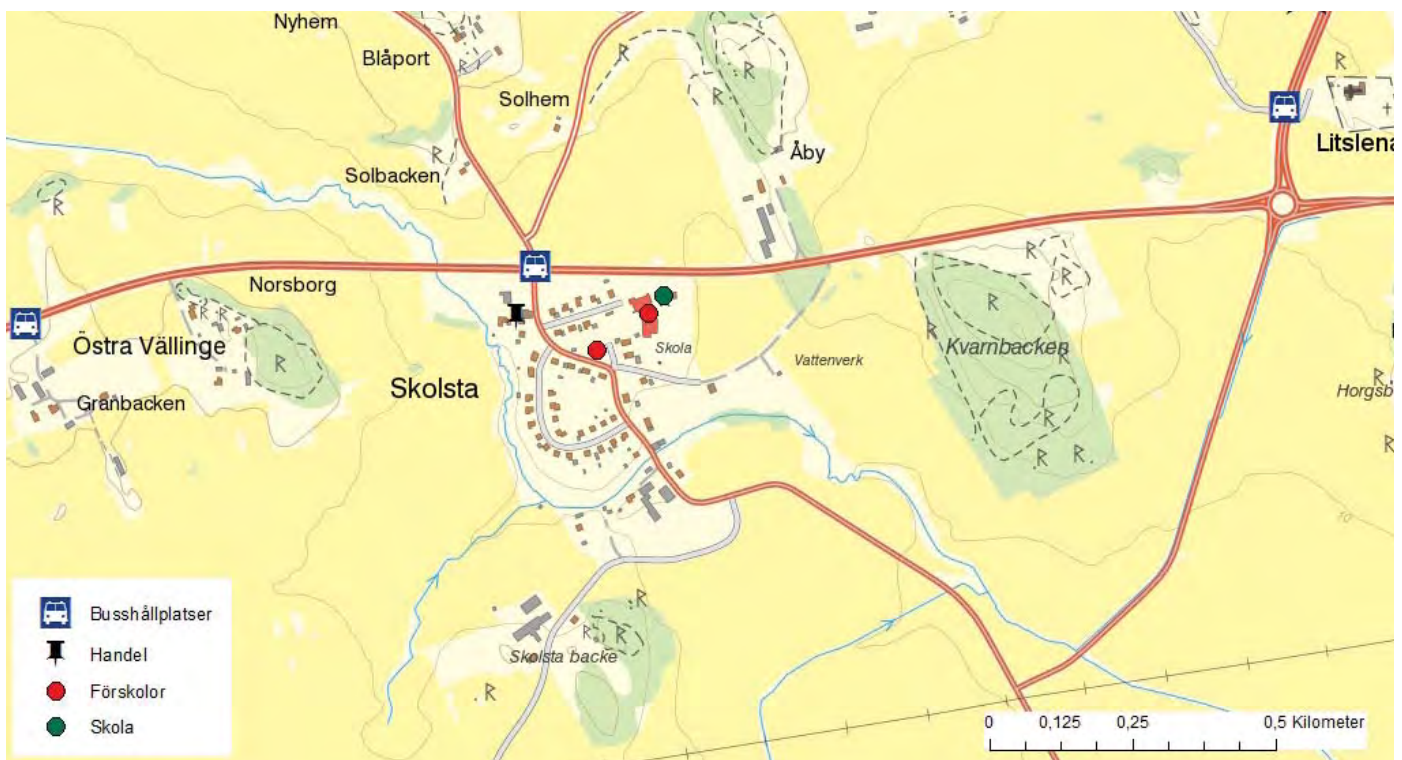 Nyhem
Blåport
Solhem
Solbacken
Åby
Litslena
Norsborg
Östra Vällinge
Granbacken
Skolsta
Skola
Vattenverk
Kvarnbacken
Horgsb
10
Skolsta backe
Busshållplatser
Handel
Förskolor
Skola
0 0,125 0,25 0,5 Kilometer